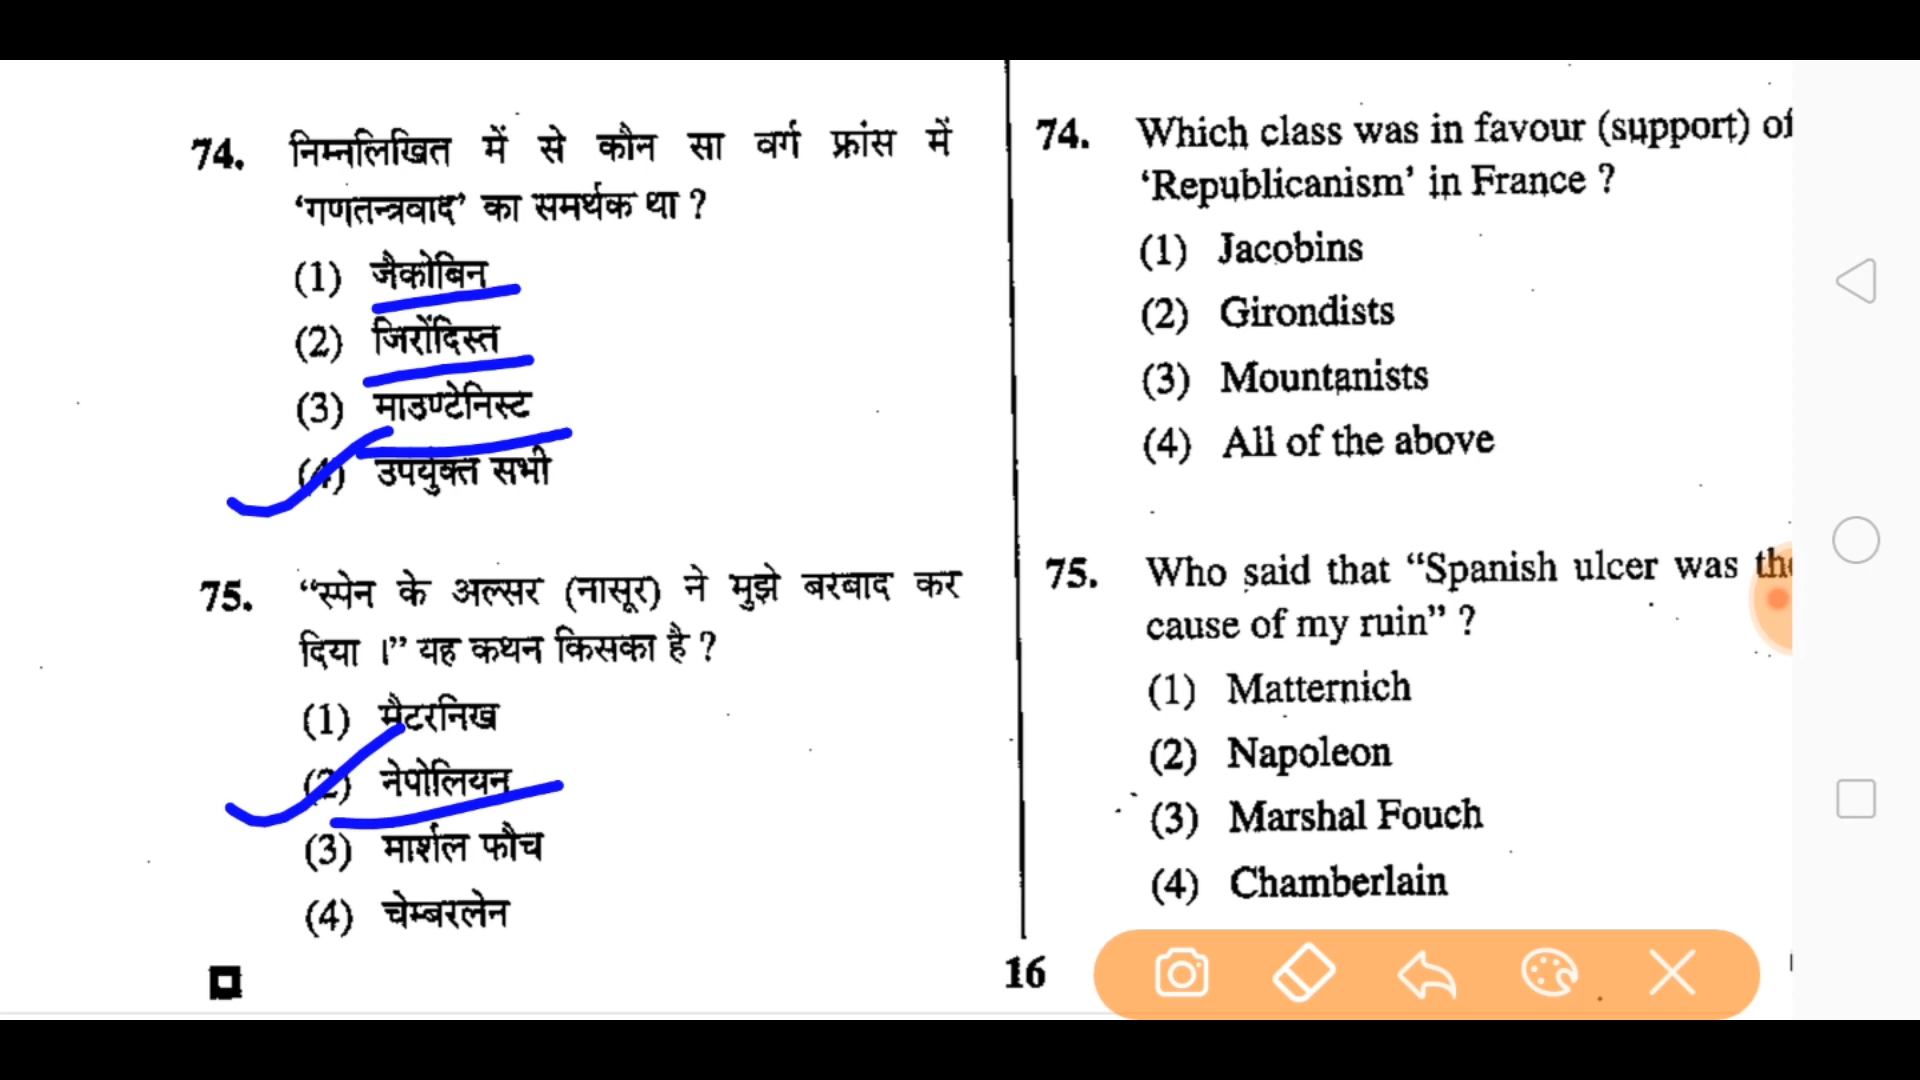 74. निम्नलिखित में से कौन सा वर्ग फ्रांस में
‘गणतन्त्रवाद’ का समर्थक था ?
(1) जैकोबिन
(2) जिरोंदिस्त
(3) माउण्टेनिस्ट
(4) उपर्युक्त सभी
75. “स्पेन के अल्सर (नासूर) ने मुझे बरबाद कर
दिया ।” यह कथन किसका है ?
(1) मैटरनिख
(2) नेपोलियन
(3) मार्शल फौच
(4) चेम्बरलेन
74. Which class was in favour (support) of
‘Republicanism’ in France ?
(1) Jacobins
(2) Girondists
(3) Mountanists
(4) All of the above
75. Who said that “Spanish ulcer was the
cause of my ruin” ?
(1) Matternich
(2) Napoleon
(3) Marshal Fouch
(4) Chamberlain
16